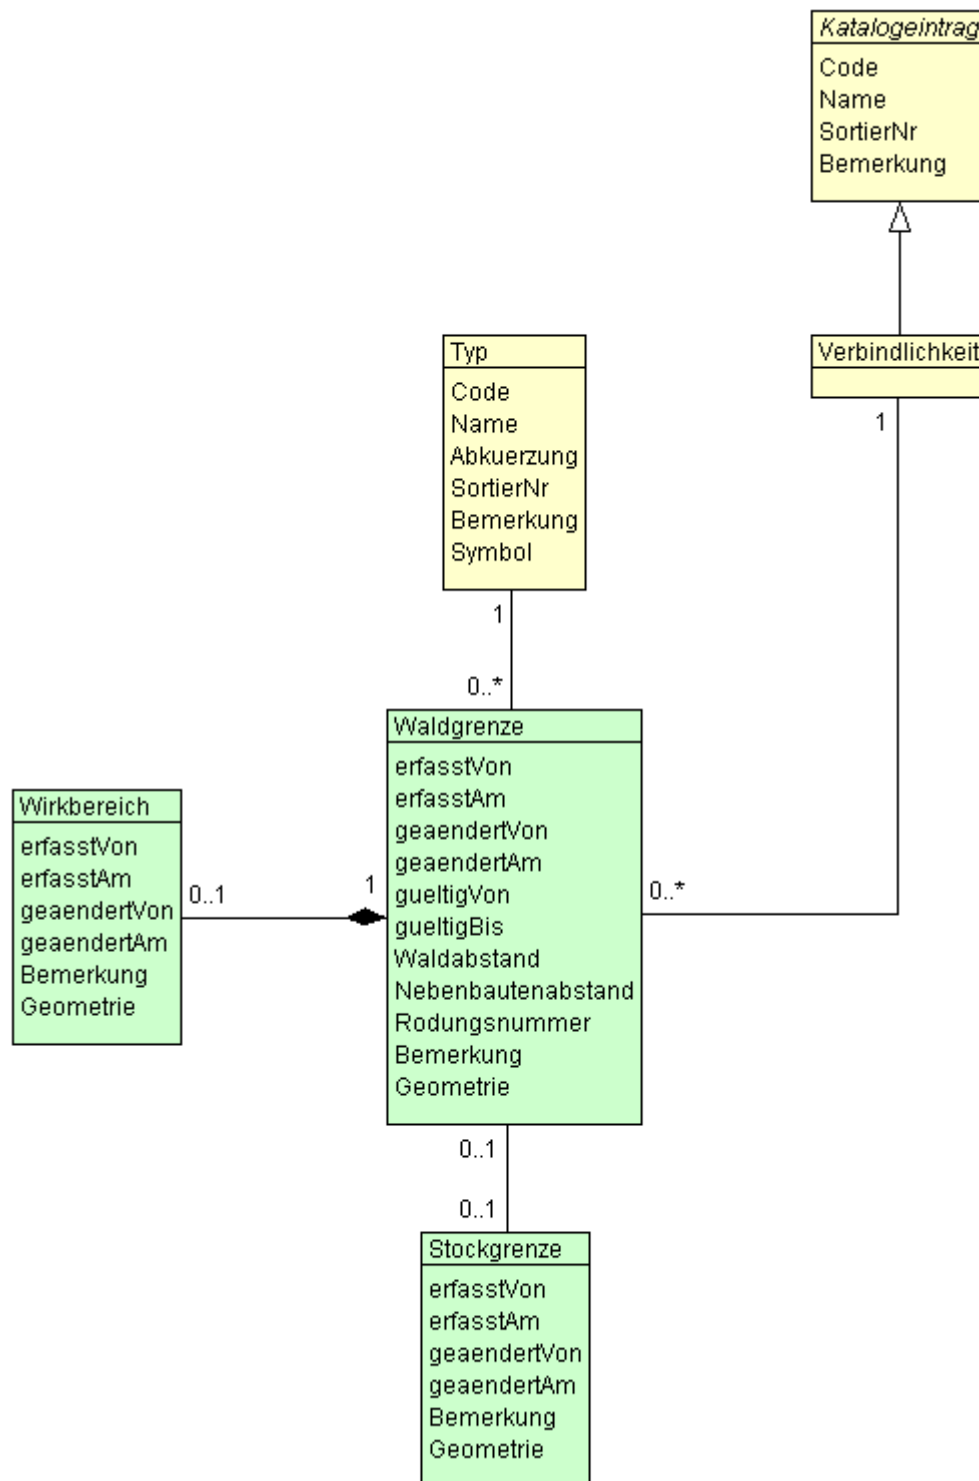 Katalogeintrag
Code
Name
SortierNr
Bemerkung
Typ
Code
Name
Abkuerzung
SortierNr
Bemerkung
Symbol
Verbindlichkeit
1
1
0..*
Waldgrenze
erfasstVon
erfasstAm
geaendertVon
geaendertAm
gueltigVon
gueltigBis
Waldabstand
Nebenbautenabstand
Rodungsnummer
Bemerkung
Geometrie
0..*
Wirkbereich
erfasstVon
erfasstAm
geaendertVon
geaendertAm
Bemerkung
Geometrie
0..1
1
0..1
0..1
Stockgrenze
erfasstVon
erfasstAm
geaendertVon
geaendertAm
Bemerkung
Geometrie